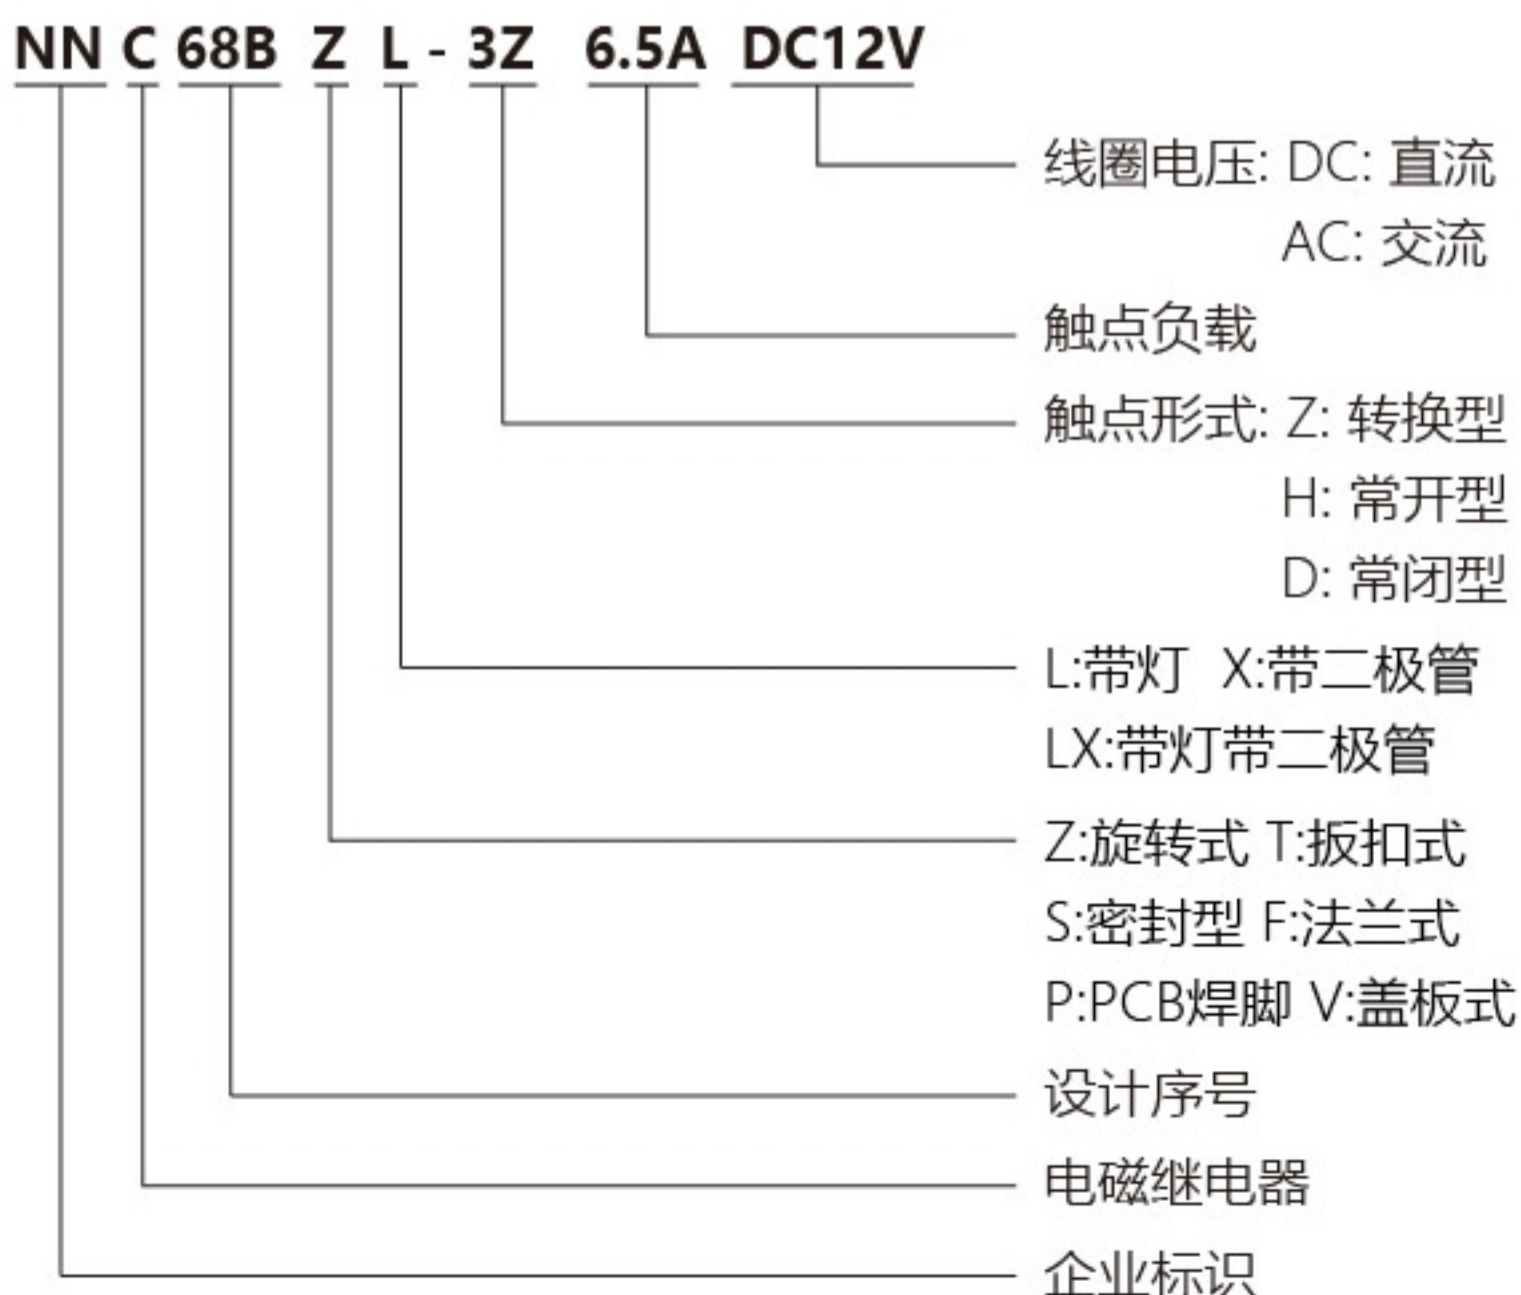 NN C 68B Z L - 3Z 6.5A DC12V
线圈电压: DC: 直流
AC: 交流
触点负载
触点形式: Z: 转换型
H: 常开型
D: 常闭型
L:带灯 X:带二极管
LX:带灯带二极管
Z:旋转式 T:扳扣式
S:密封型 F:法兰式
P:PCB焊脚 V:盖板式
设计序号
电磁继电器
企业标识